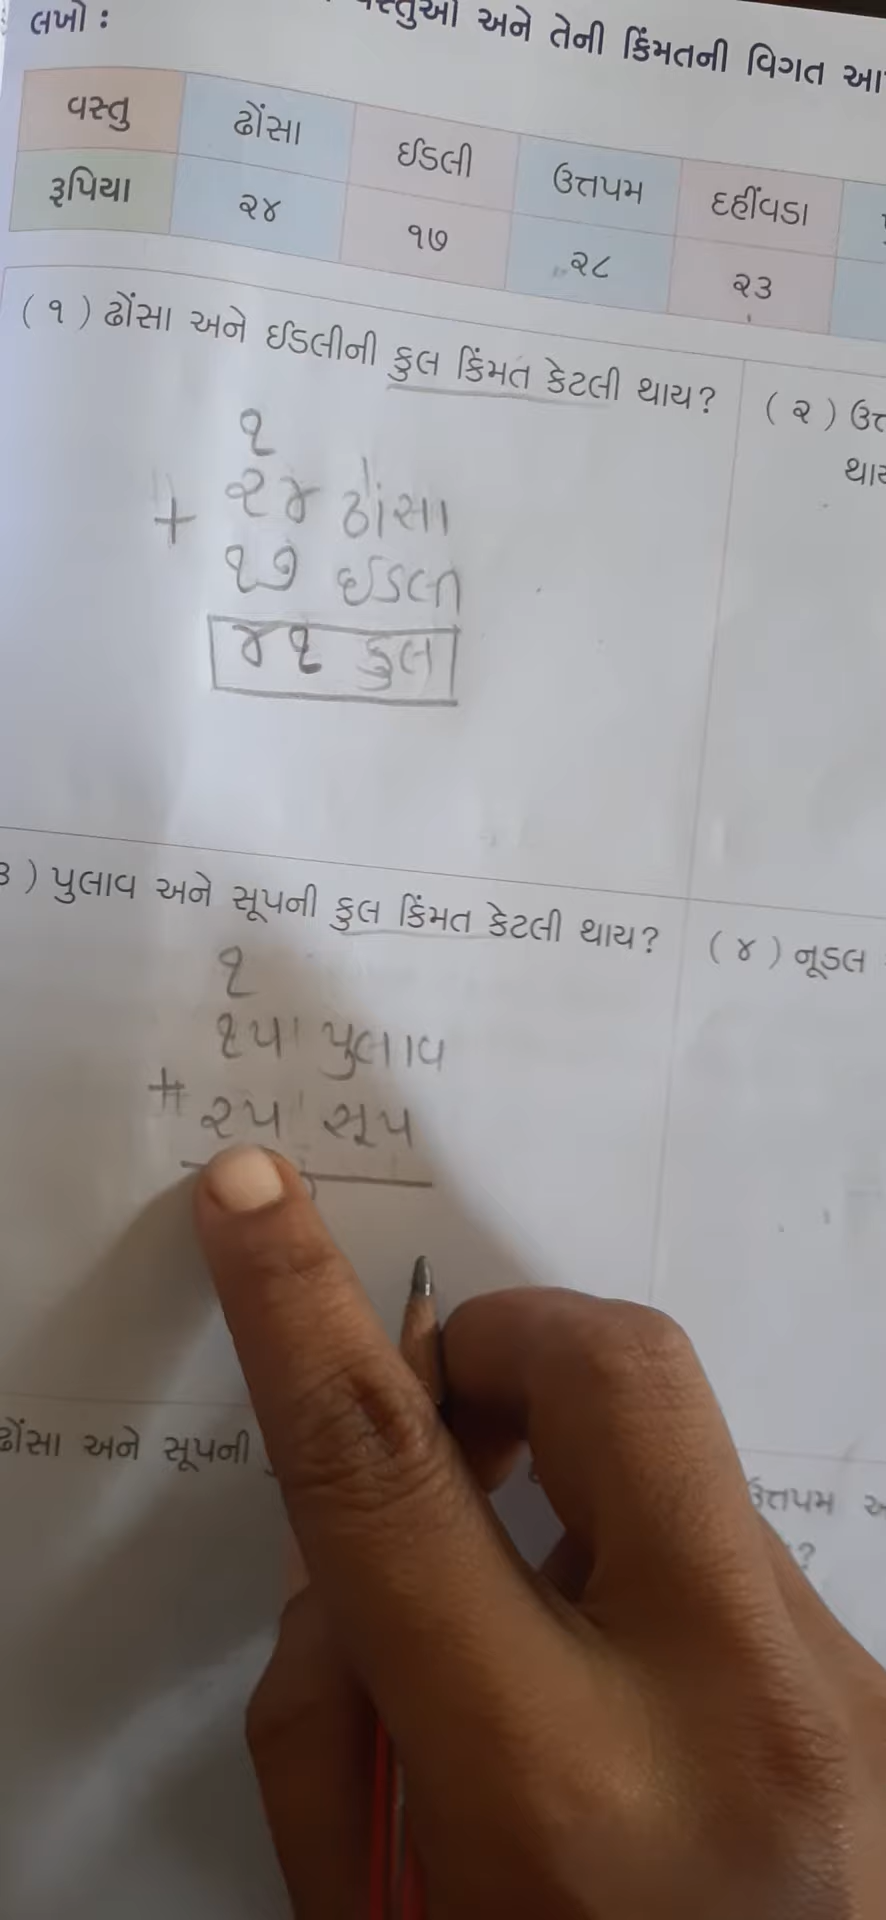 વસ્તુઓ અને તેની કિંમતની વિગત
લખો :
વસ્તુ ઢોંસા ઈડલી ઉત્તપમ દહીંવડા
રૂપિયા ૨૪ ૧૭ ૨૮ ૨૩
(૧) ઢોંસા અને ઈડલીની કુલ કિંમત કેટલી થાય?
૧
+ ૨૪ ઢોંસા
૧૭ ઈડલી
૪૧ કુલ
(૨)
૩) પુલાવ અને સૂપની કુલ કિંમત કેટલી થાય?
૧
૧૫ પુલાવ
+ ૨૫ સૂપ
(૪) નૂડલ
ઢોંસા અને સૂપની
ઉત્તપમ
?